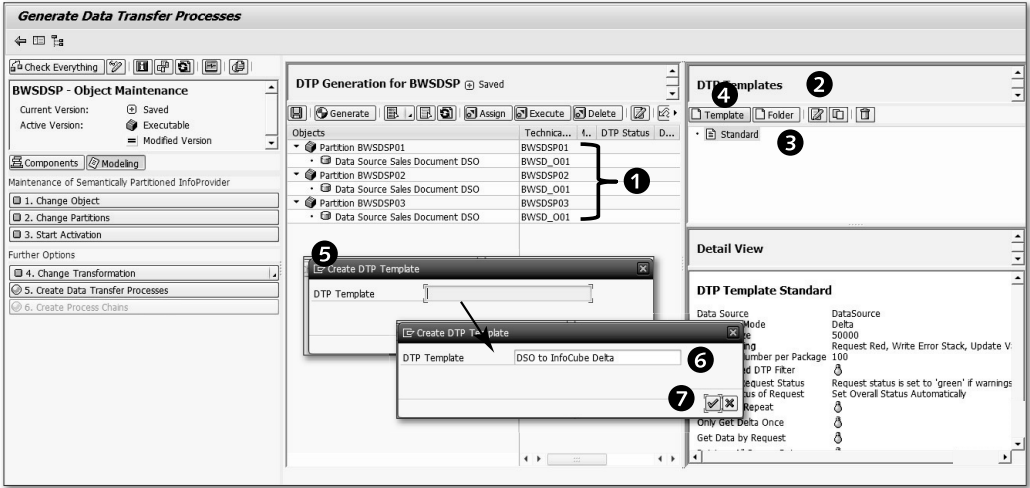 Generate Data Transfer Processes
Check Everything
BWSDSP - Object Maintenance
Current Version: Saved
Active Version: Executable
Modified Version
Components Modeling
Maintenance of Semantically Partitioned InfoProvider
1. Change Object
2. Change Partitions
3. Start Activation
Further Options
4. Change Transformation
5. Create Data Transfer Processes
6. Create Process Chains
DTP Generation for BWSDSP Saved
Generate Assign Execute Delete
Objects Technica... DTP Status D...
Partition BWSDSP01 BWSDSP01
Data Source Sales Document DSO BWSD_O01
Partition BWSDSP02 BWSDSP02
Data Source Sales Document DSO BWSD_O01
Partition BWSDSP03 BWSDSP03
Data Source Sales Document DSO BWSD_O01
1
5
Create DTP Template
DTP Template
Create DTP Template
DTP Template DSO to InfoCube Delta
6
7
DTP Templates 2
4
Template Folder
Standard
3
Detail View
DTP Template Standard
Data Source DataSource
Mode Delta
50000
Request Red, Write Error Stack, Update V
umber per Package 100
d DTP Filter
equest Status Request status is set to 'green' if warnings
us of Request Set Overall Status Automatically
Repeat
Only Get Delta Once
Get Data by Request